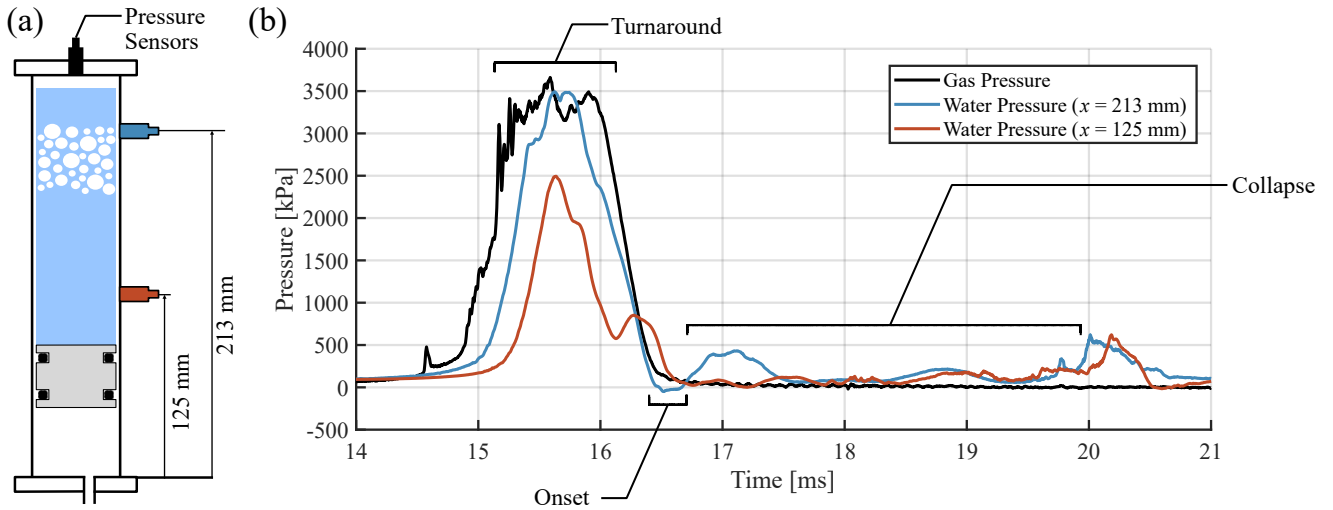 (a)
Pressure
Sensors
213 mm
125 mm
(b)
Turnaround
4000
3500
3000
2500
2000
1500
1000
500
0
-500
Pressure [kPa]
Gas Pressure
Water Pressure (x = 213 mm)
Water Pressure (x = 125 mm)
Collapse
14
15
16
17
18
19
20
21
Time [ms]
Onset